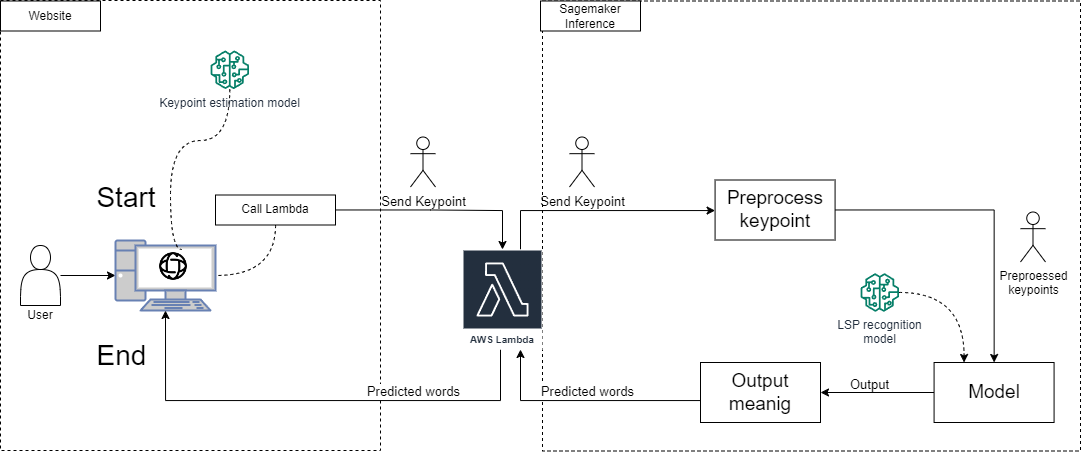 Website
Sagemaker
Inference
Keypoint estimation model
Start
Call Lambda
Send Keypoint
Send Keypoint
Preprocess
keypoint
Preproessed
keypoints
User
AWS Lambda
LSP recognition
model
End
Predicted words
Predicted words
Output
meanig
Output
Model